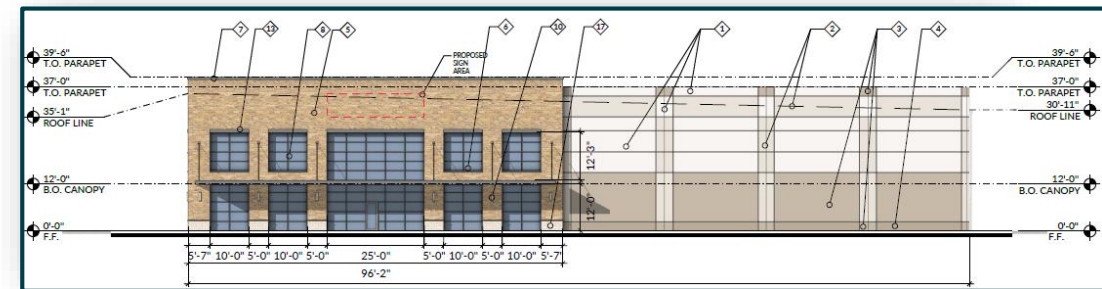 7
13
8
5
6
10
17
1
2
3
4
PROPOSED
SIGN
AREA
39'-6"
T.O. PARAPET
37'-0"
T.O. PARAPET
35'-1"
ROOF LINE
12'-0"
B.O. CANOPY
0'-0"
F.F.
39'-6"
T.O. PARAPET
37'-0"
T.O. PARAPET
30'-11"
ROOF LINE
12'-0"
B.O. CANOPY
0'-0"
F.F.
12'-3"
12'-0"
5'-7" 10'-0" 5'-0" 10'-0" 5'-0" 25'-0" 5'-0" 10'-0" 5'-0" 10'-0" 5'-7"
96'-2"